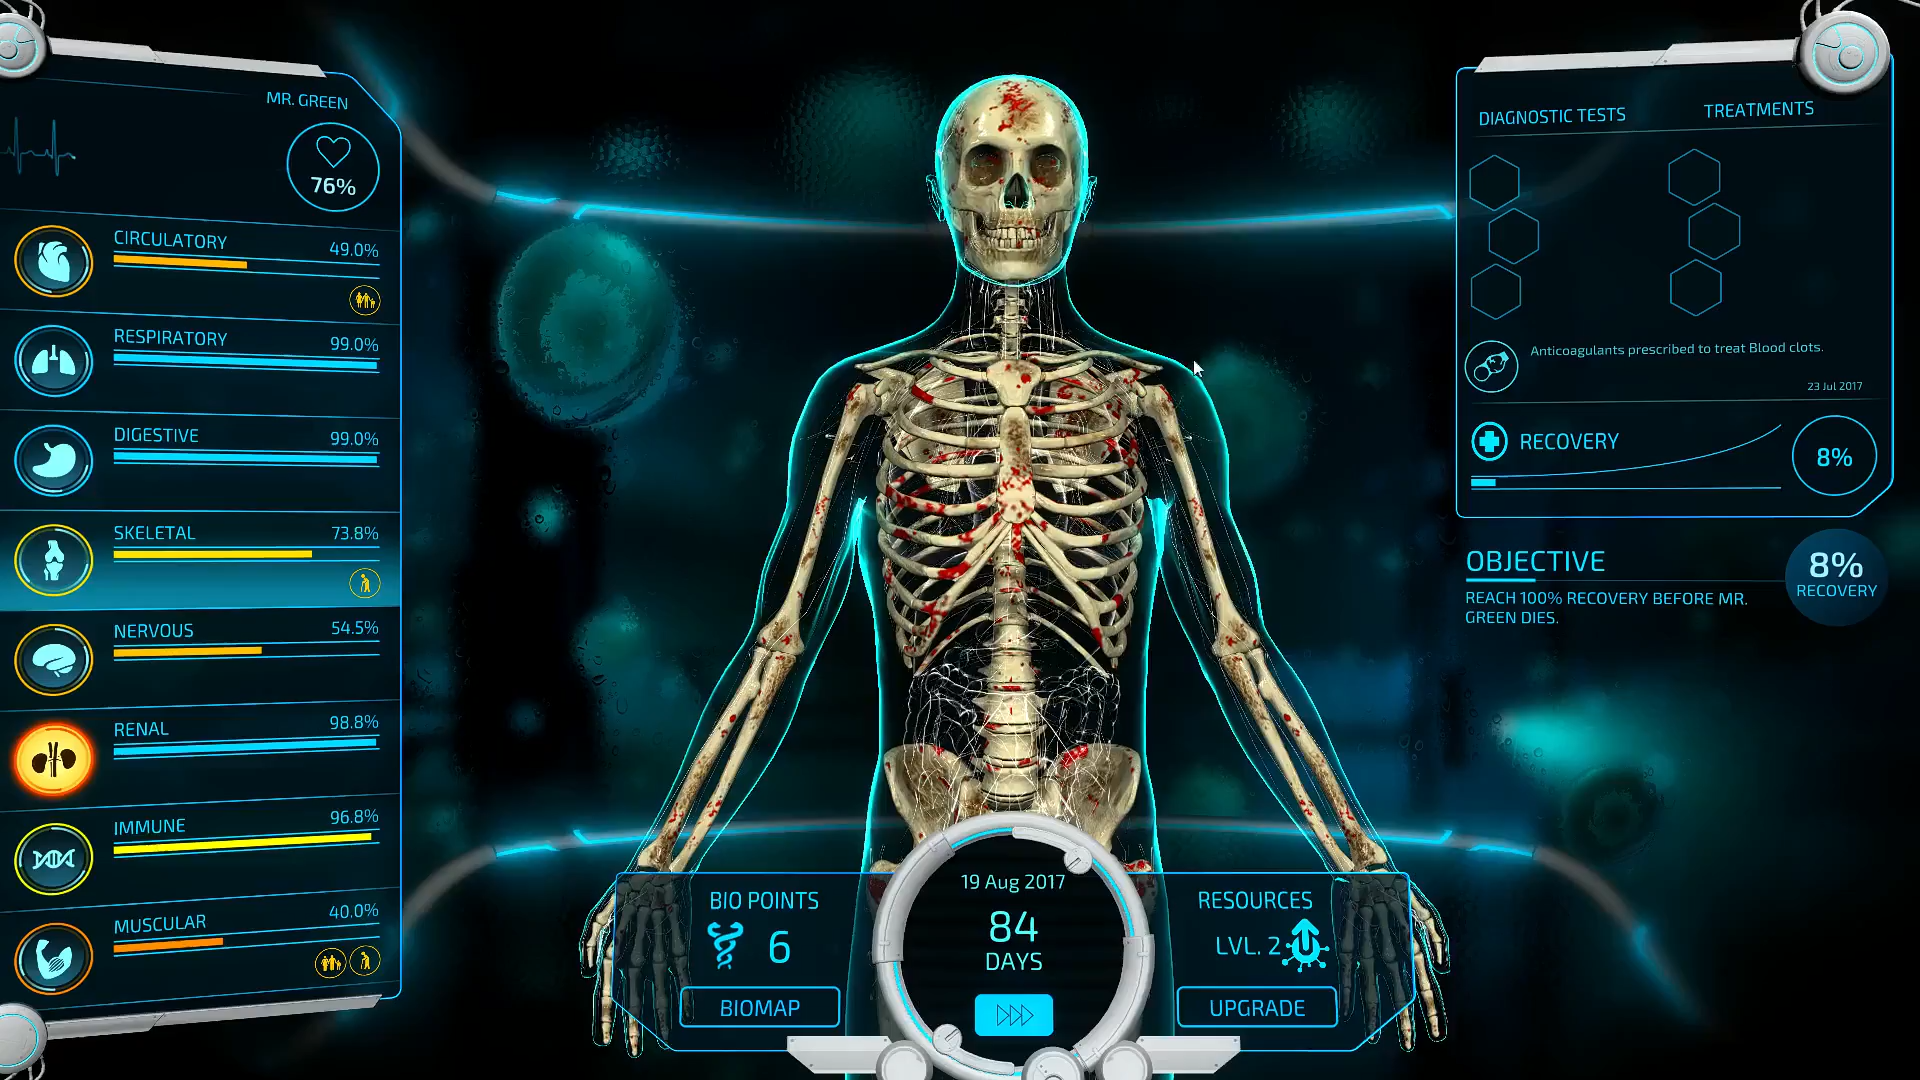 MR. GREEN
76%
CIRCULATORY 49.0%
RESPIRATORY 99.0%
DIGESTIVE 99.0%
SKELETAL 73.8%
NERVOUS 54.5%
RENAL 98.8%
IMMUNE 96.8%
MUSCULAR 40.0%
DIAGNOSTIC TESTS TREATMENTS
Anticoagulants prescribed to treat Blood clots.
23 Jul 2017
RECOVERY 8%
OBJECTIVE
8%
RECOVERY
REACH 100% RECOVERY BEFORE MR.
GREEN DIES.
BIO POINTS
6
BIOMAP
19 Aug 2017
84
DAYS
RESOURCES
LVL. 2
UPGRADE